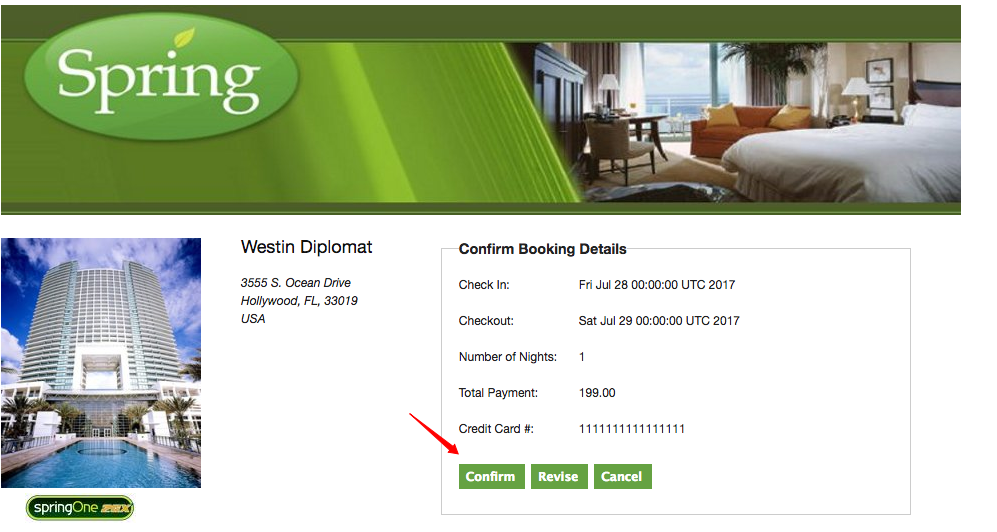 Spring
Westin Diplomat
3555 S. Ocean Drive
Hollywood, FL, 33019
USA
Confirm Booking Details
Check In: Fri Jul 28 00:00:00 UTC 2017
Checkout: Sat Jul 29 00:00:00 UTC 2017
Number of Nights: 1
Total Payment: 199.00
Credit Card #: 1111111111111111
Confirm Revise Cancel
springOne 2GX